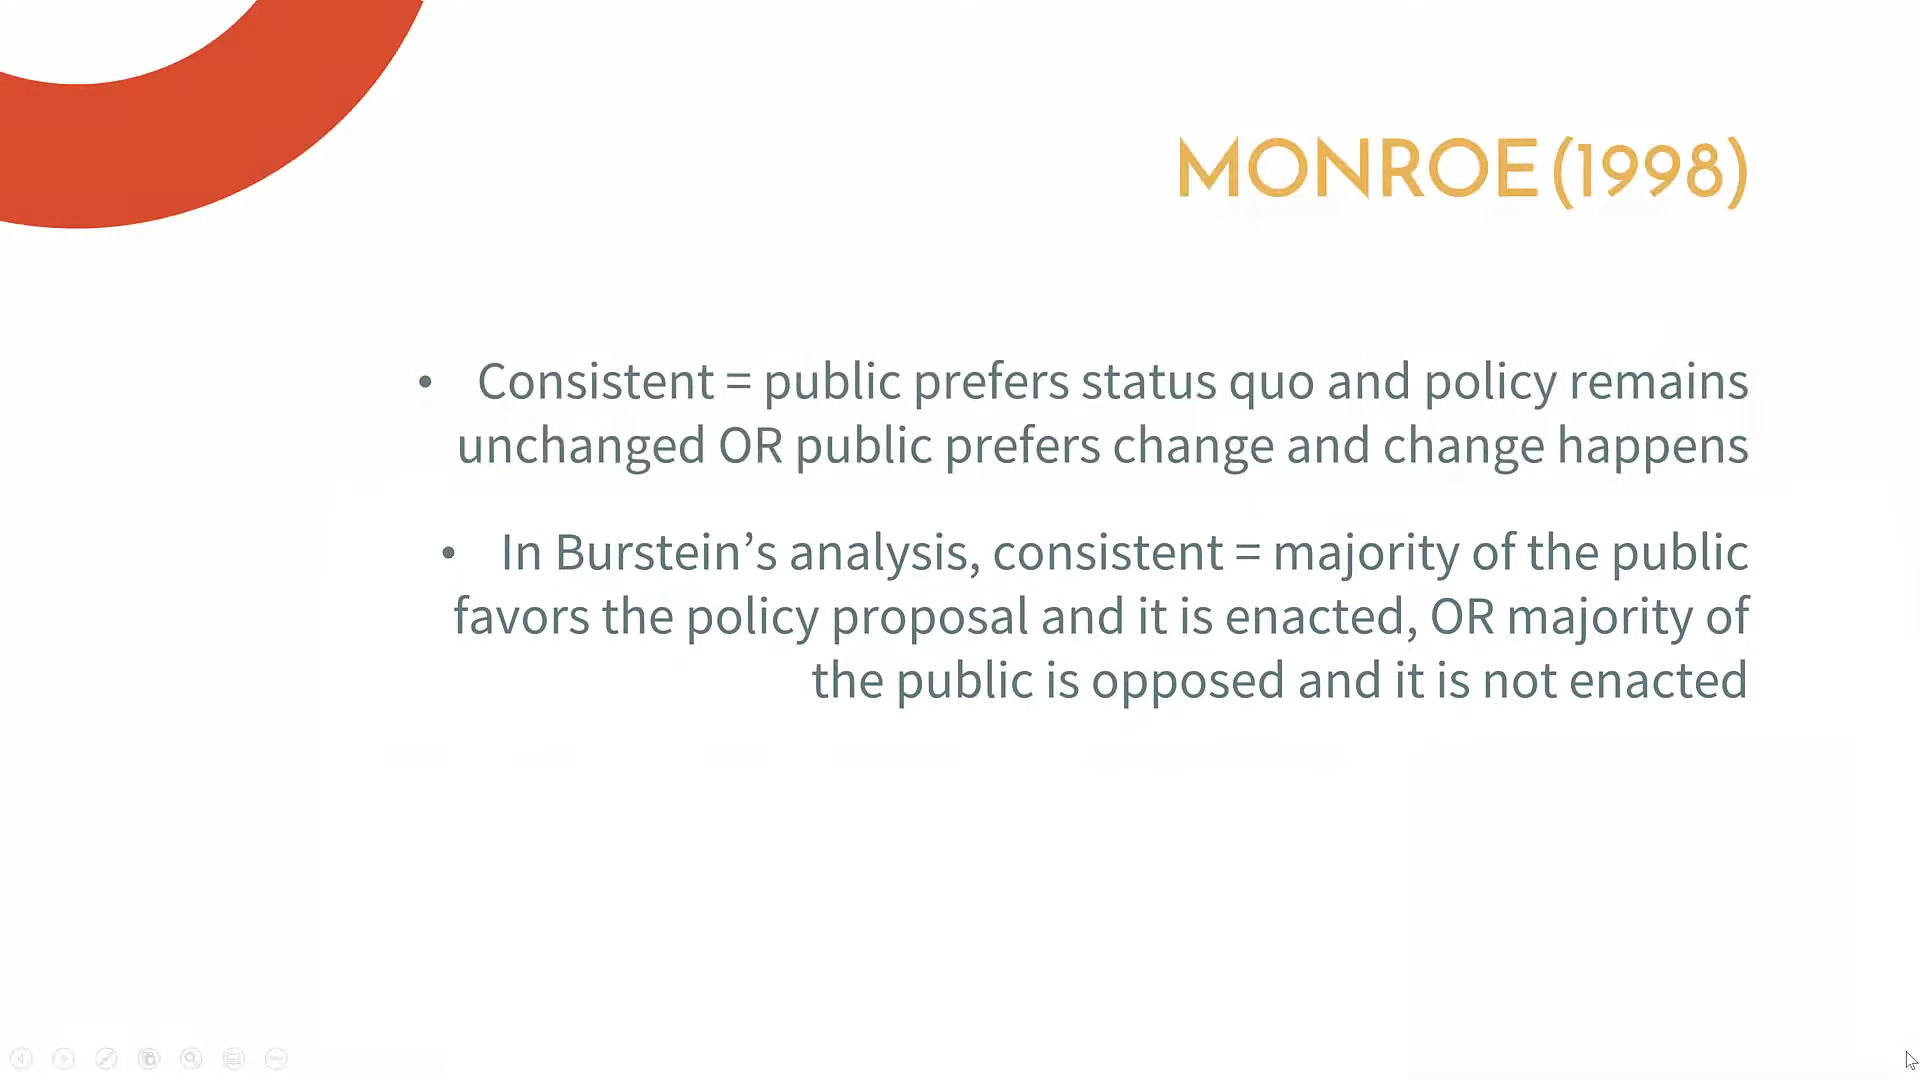 MONROE (1998)
• Consistent = public prefers status quo and policy remains
unchanged OR public prefers change and change happens
• In Burstein’s analysis, consistent = majority of the public
favors the policy proposal and it is enacted, OR majority of
the public is opposed and it is not enacted